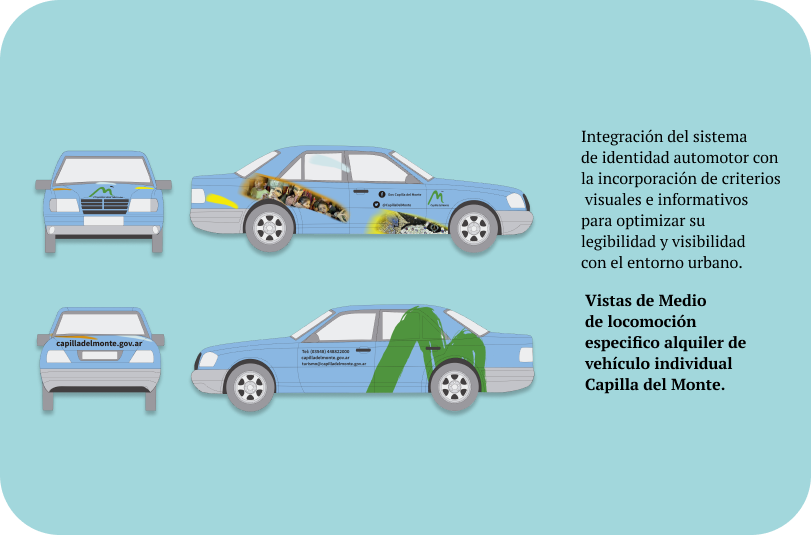 Integración del sistema
de identidad automotor con
la incorporación de criterios
visuales e informativos
para optimizar su
legibilidad y visibilidad
con el entorno urbano.
Vistas de Medio
de locomoción
especifico alquiler de
vehículo individual
Capilla del Monte.
Capilla del Monte
@Capilladelmonte
capilladelmonte.gov.ar
Tel: (03548) 448822000
capilladelmonte.gov.ar
turismo@capilladelmonte.gov.ar